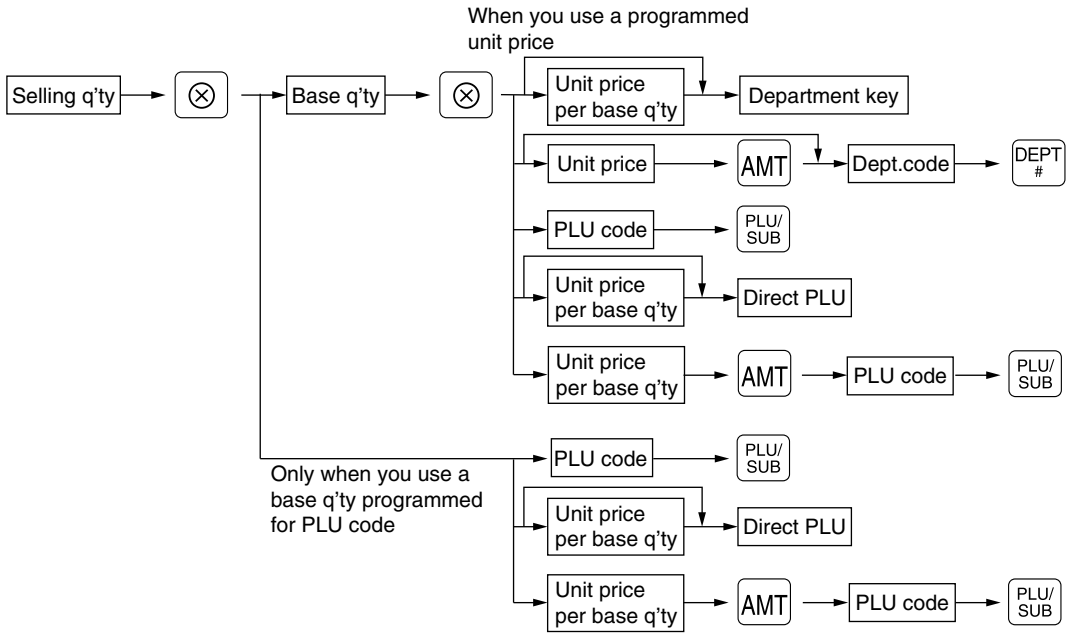 When you use a programmed
unit price
Selling q'ty
⊗
Base q'ty
⊗
Unit price
per base q'ty
Department key
Unit price
AMT
Dept.code
DEPT
#
PLU code
PLU/
SUB
Unit price
per base q'ty
Direct PLU
Unit price
per base q'ty
AMT
PLU code
PLU/
SUB
Only when you use a
base q'ty programmed
for PLU code
PLU code
PLU/
SUB
Unit price
per base q'ty
Direct PLU
Unit price
per base q'ty
AMT
PLU code
PLU/
SUB